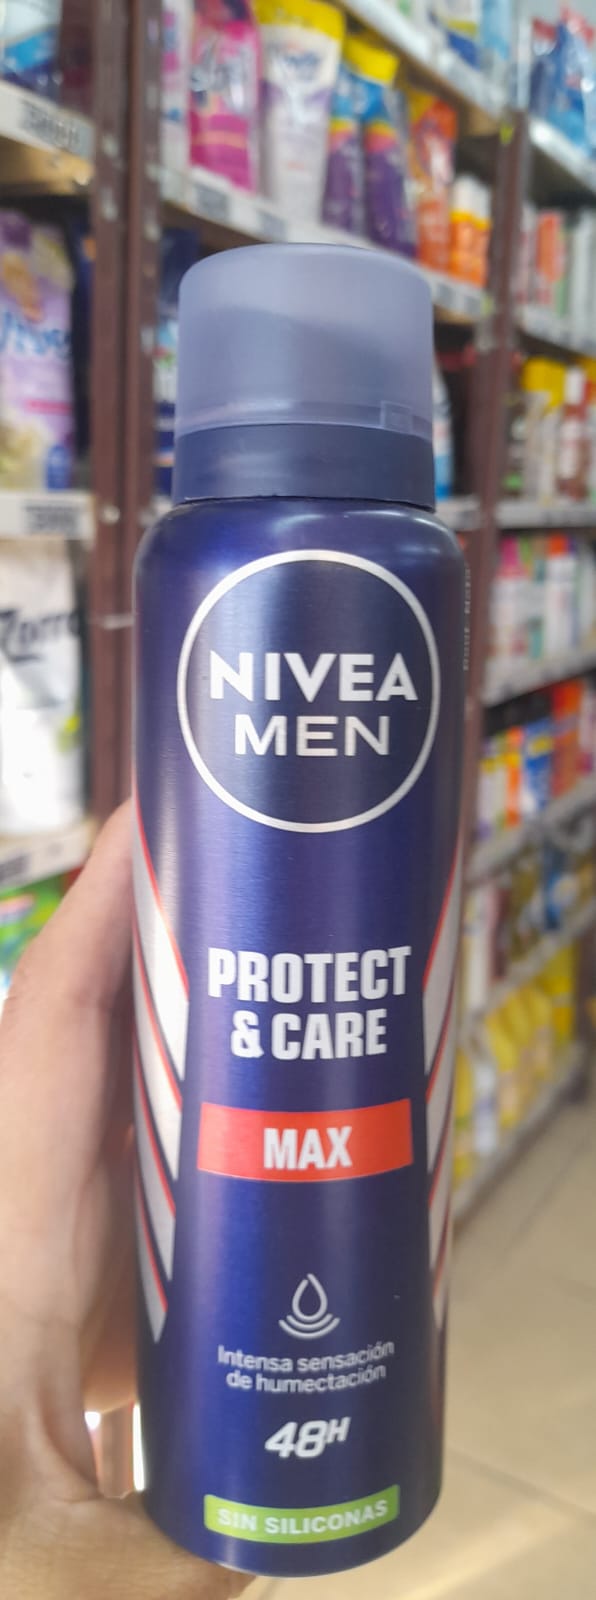 NIVEA
MEN
PROTECT
& CARE
MAX
Intensa sensación
de humectación
48H
SIN SILICONAS